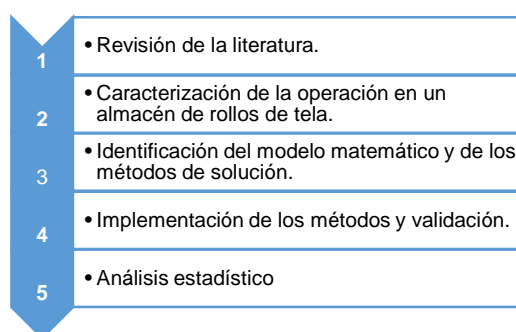 1
• Revisión de la literatura.
2
• Caracterización de la operación en un
almacén de rollos de tela.
3
• Identificación del modelo matemático y de los
métodos de solución.
4
• Implementación de los métodos y validación.
5
• Análisis estadístico